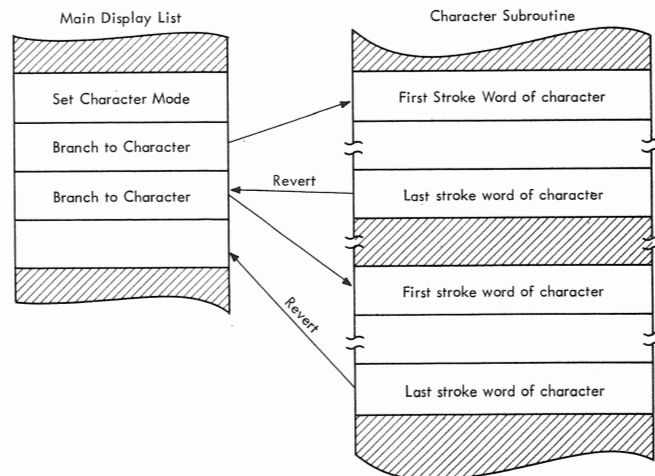 Main Display List
Character Subroutine
Set Character Mode
First Stroke Word of character
Branch to Character
Revert
Branch to Character
Last stroke word of character
First stroke word of character
Revert
Last stroke word of character